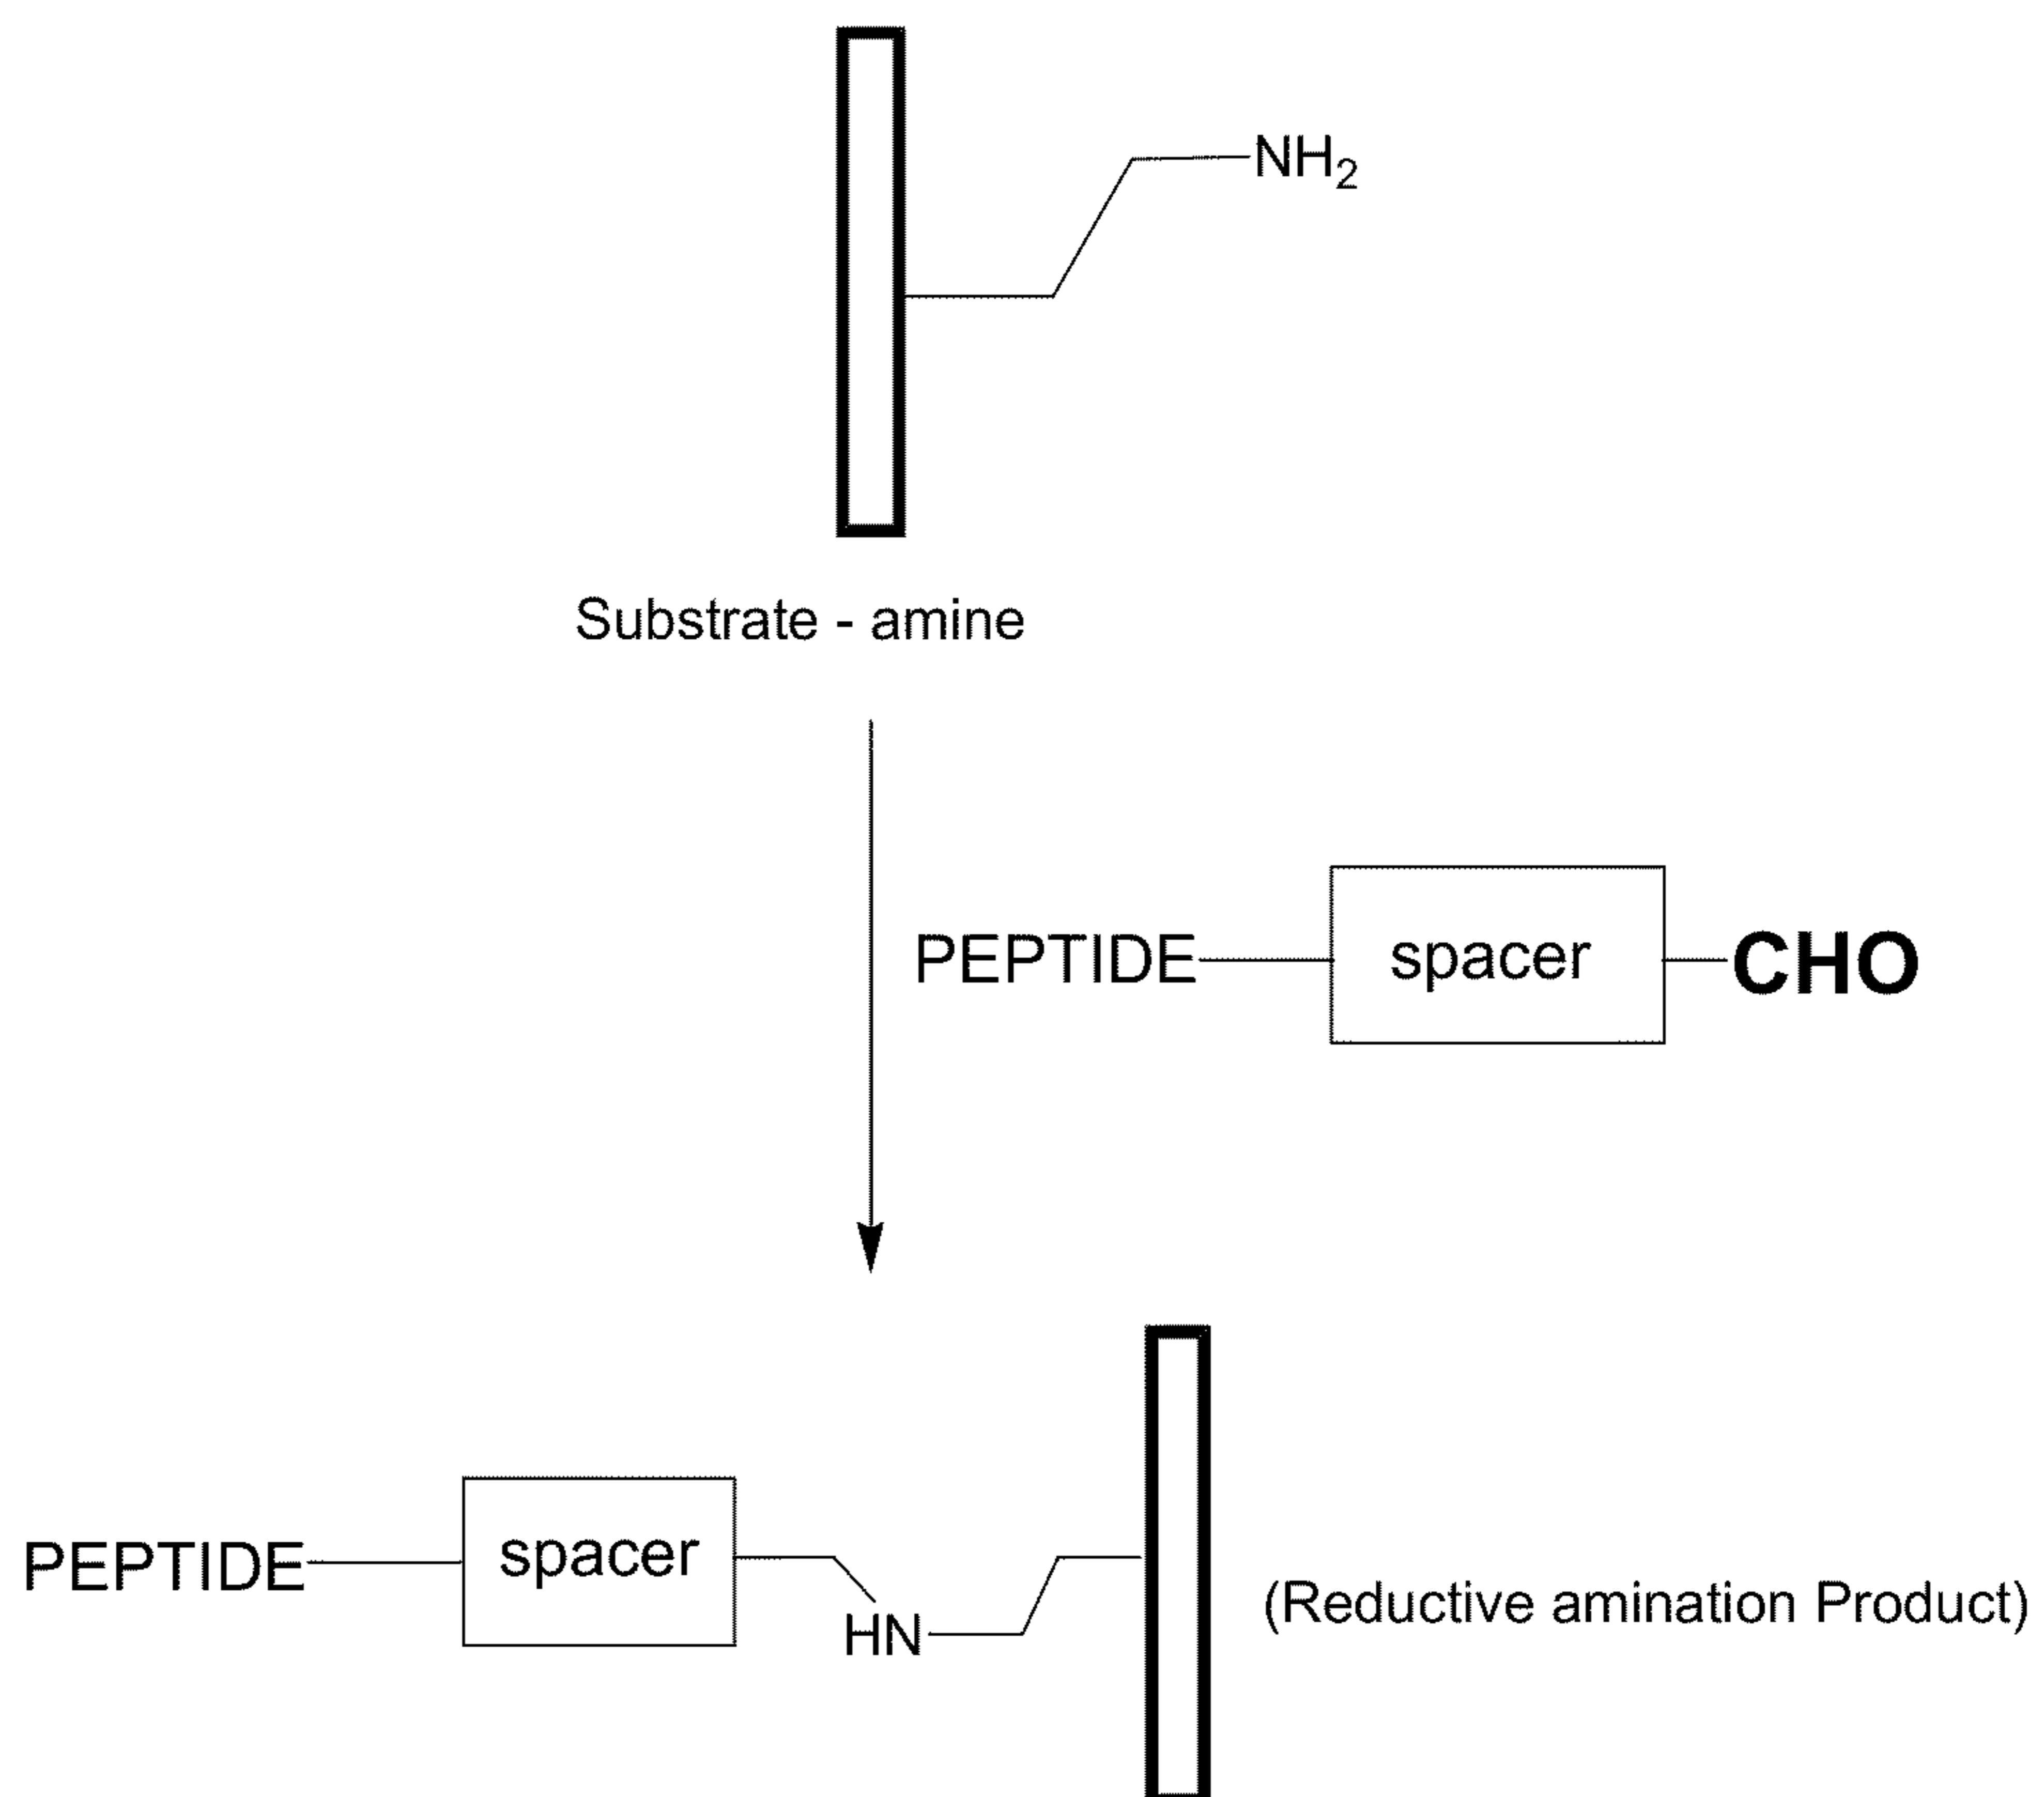 NH2
Substrate - amine
PEPTIDE spacer CHO
PEPTIDE spacer
HN
(Reductive amination Product)